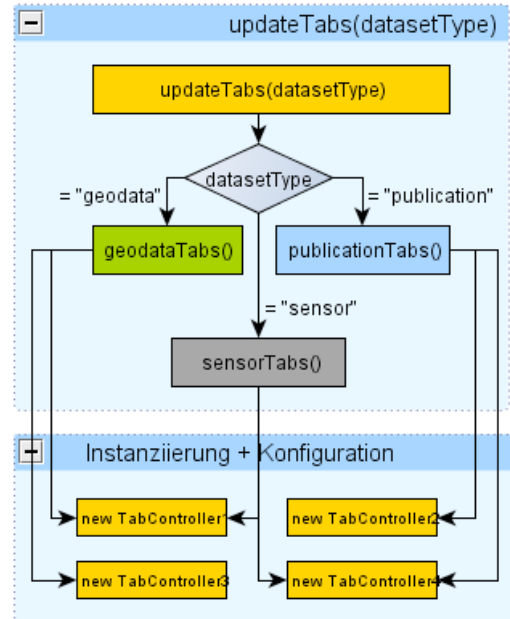 updateTabs(datasetType)
updateTabs(datasetType)
datasetType
= "geodata"
= "publication"
geodataTabs()
publicationTabs()
= "sensor"
sensorTabs()
Instanziierung + Konfiguration
new TabController1
new TabController2
new TabController3
new TabController4